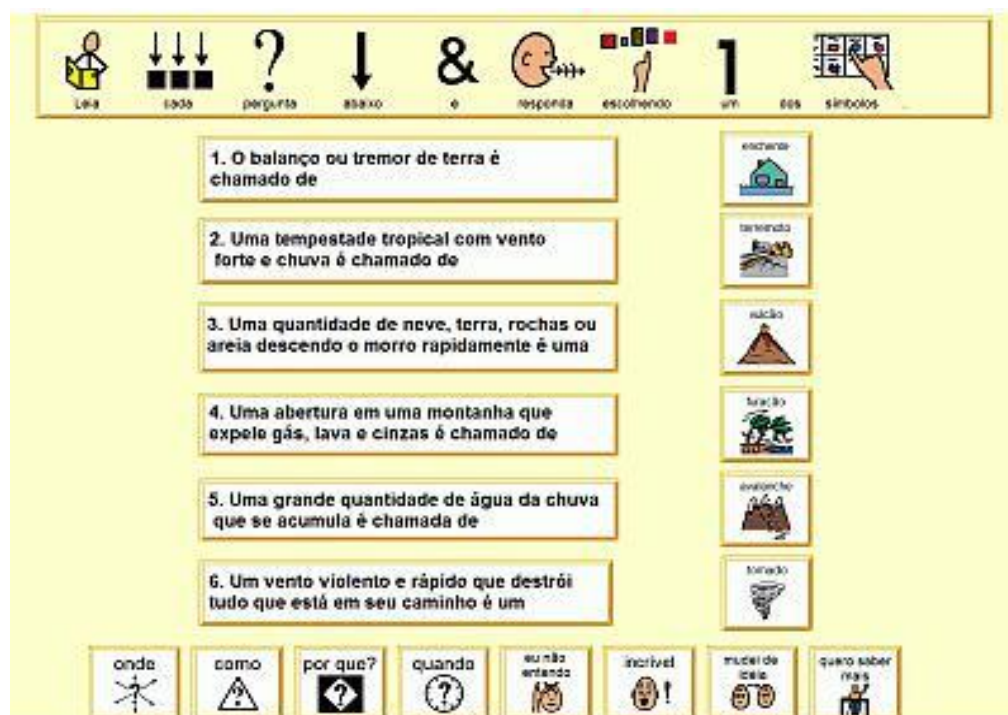 Leia cada pergunta abaixo e responda escolhendo um dos símbolos
1. O balanço ou tremor de terra é
chamado de
enchente
2. Uma tempestade tropical com vento
forte e chuva é chamado de
terremoto
3. Uma quantidade de neve, terra, rochas ou
areia descendo o morro rapidamente é uma
vulcão
4. Uma abertura em uma montanha que
expele gás, lava e cinzas é chamado de
furacão
5. Uma grande quantidade de água da chuva
que se acumula é chamada de
avalanche
6. Um vento violento e rápido que destrói
tudo que está em seu caminho é um
tornado
onde
como
por que?
quando
eu não
entendo
incrível
mudei de
ideia
quero saber
mais